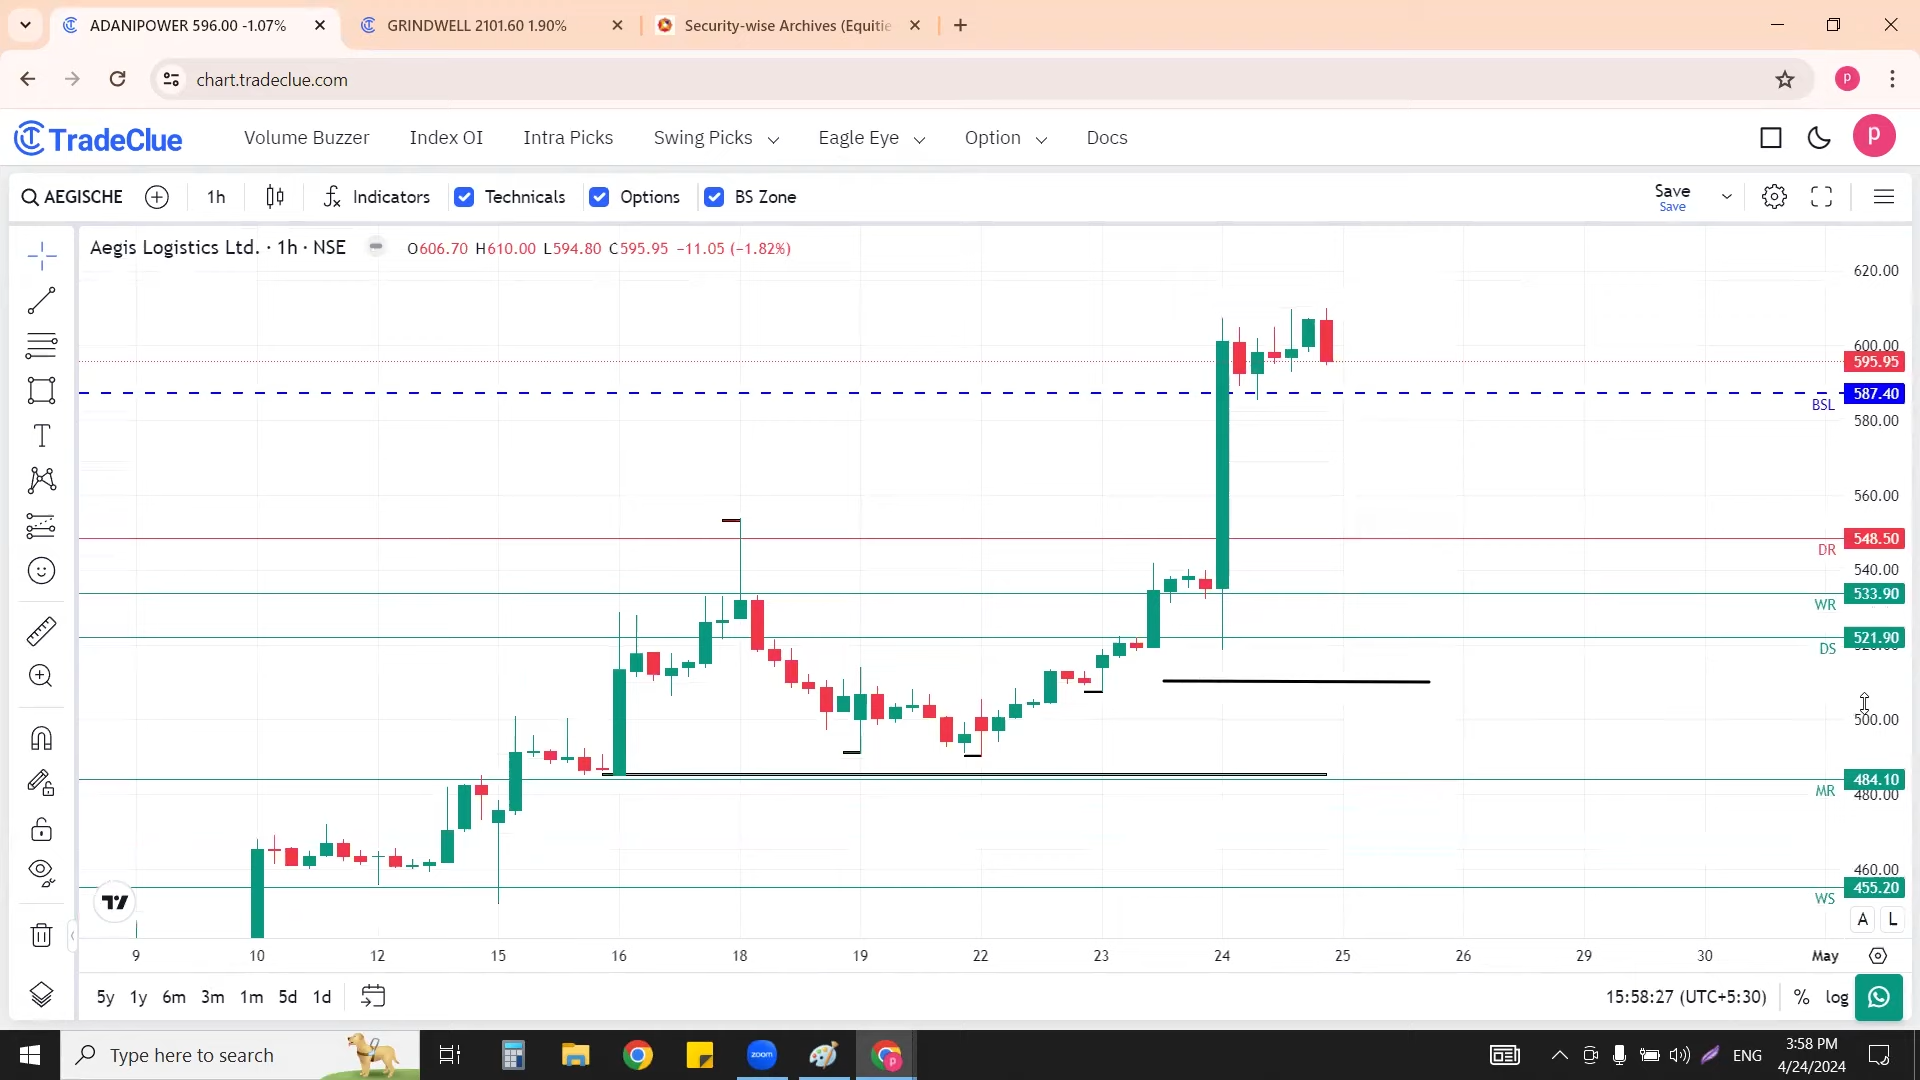 ADANIPOWER 596.00 -1.07%
GRINDWELL 2101.60 1.90%
Security-wise Archives (Equitie
chart.tradeclue.com
P
TradeClue
Volume Buzzer
Index OI
Intra Picks
Swing Picks
Eagle Eye
Option
Docs
P
AEGISCHE
1h
Indicators
Technicals
Options
BS Zone
Save
Save
Aegis Logistics Ltd. · 1h · NSE
O606.70 H610.00 L594.80 C595.95 −11.05 (−1.82%)
620.00
600.00
595.95
587.40
BSL
580.00
560.00
548.50
DR
540.00
533.90
WR
521.90
DS
520.00
500.00
484.10
MR
480.00
460.00
455.20
WS
A
L
9
10
12
15
16
18
19
22
23
24
25
26
29
30
May
5y
1y
6m
3m
1m
5d
1d
15:58:27 (UTC+5:30)
%
log
Type here to search
zoom
P
ENG
3:58 PM
4/24/2024